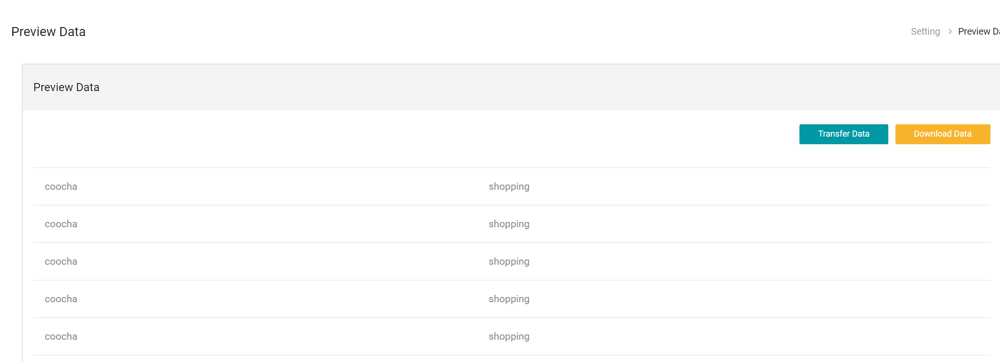 Preview Data
Setting > Preview Da
Preview Data
Transfer Data Download Data
coocha shopping
coocha shopping
coocha shopping
coocha shopping
coocha shopping